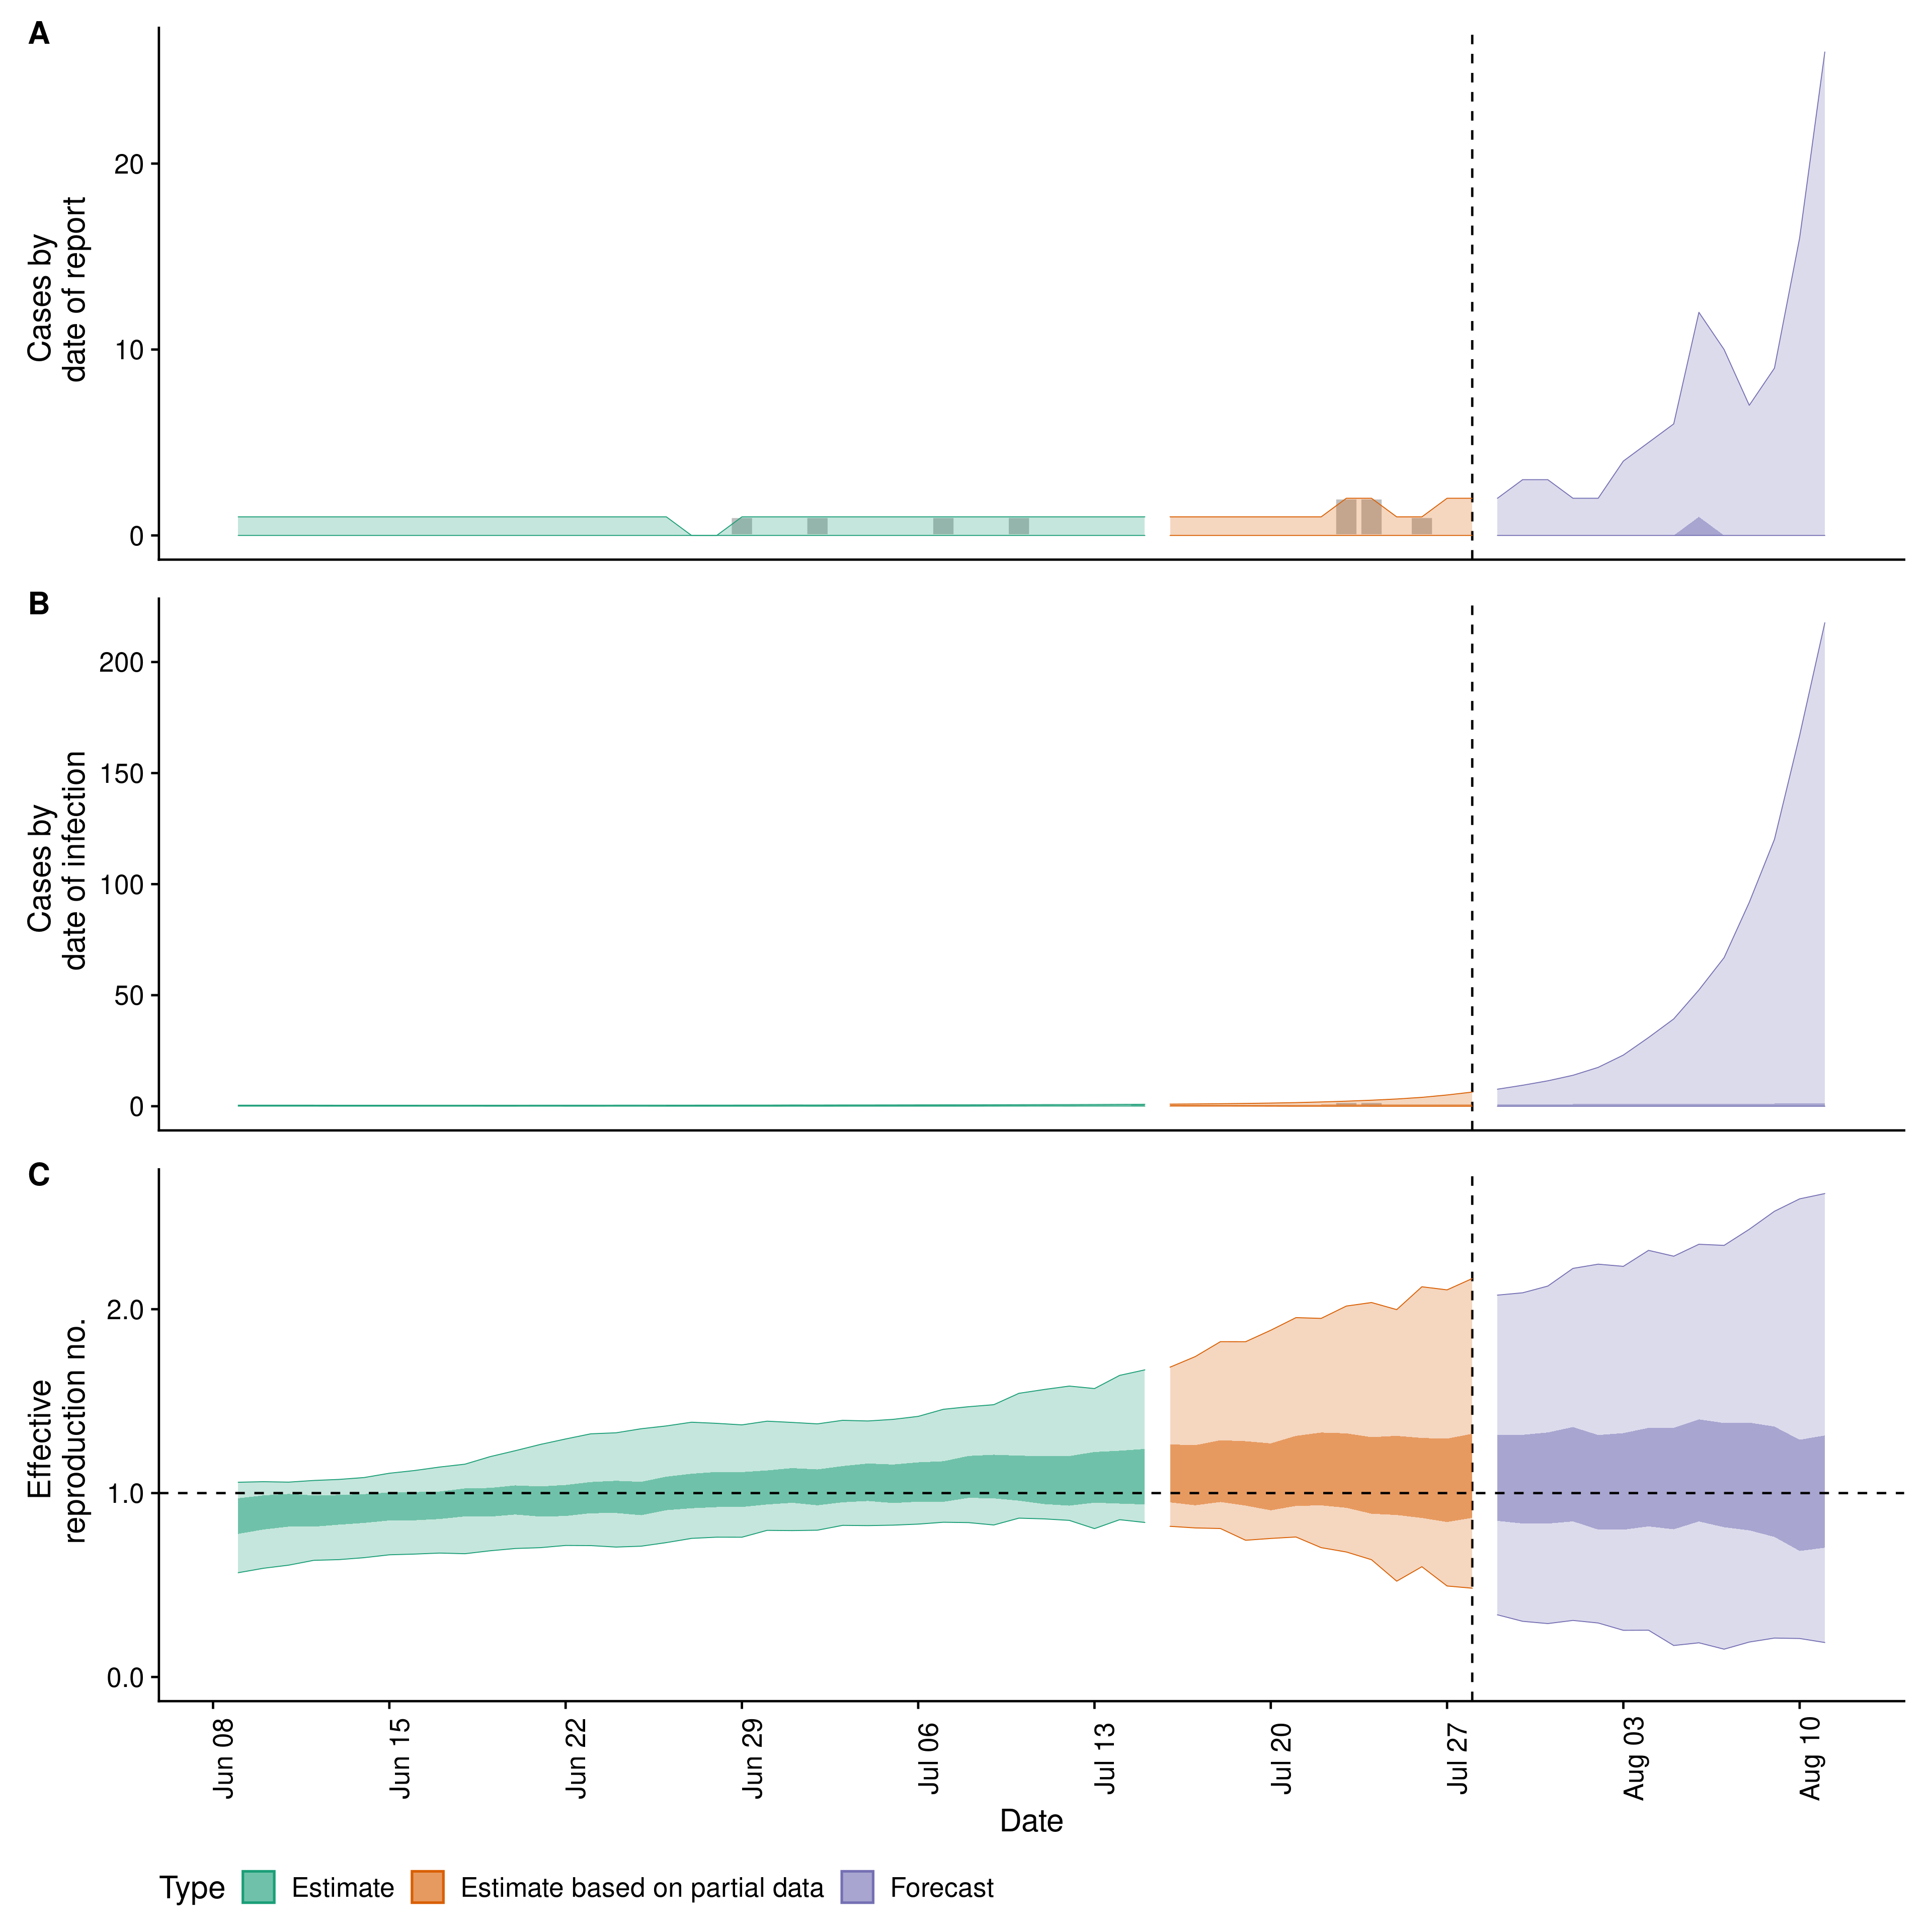 A
Cases by
date of report
20
10
0
B
Cases by
date of infection
200
150
100
50
0
C
Effective
reproduction no.
2.0
1.0
0.0
Jun 08
Jun 15
Jun 22
Jun 29
Jul 06
Jul 13
Jul 20
Jul 27
Aug 03
Aug 10
Date
Type Estimate Estimate based on partial data Forecast